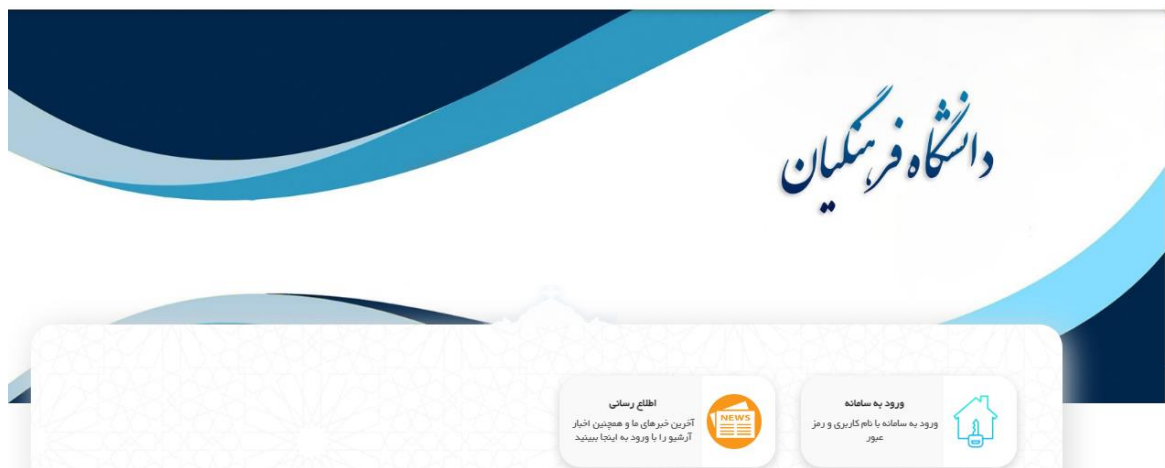 دانشگاه فرهنگیان
ورود به سامانه
ورود به سامانه با نام کاربری و رمز
عبور
NEWS
اطلاع رسانی
آخرین خبرهای ما و همچنین اخبار
آرشیو را با ورود به اینجا ببینید